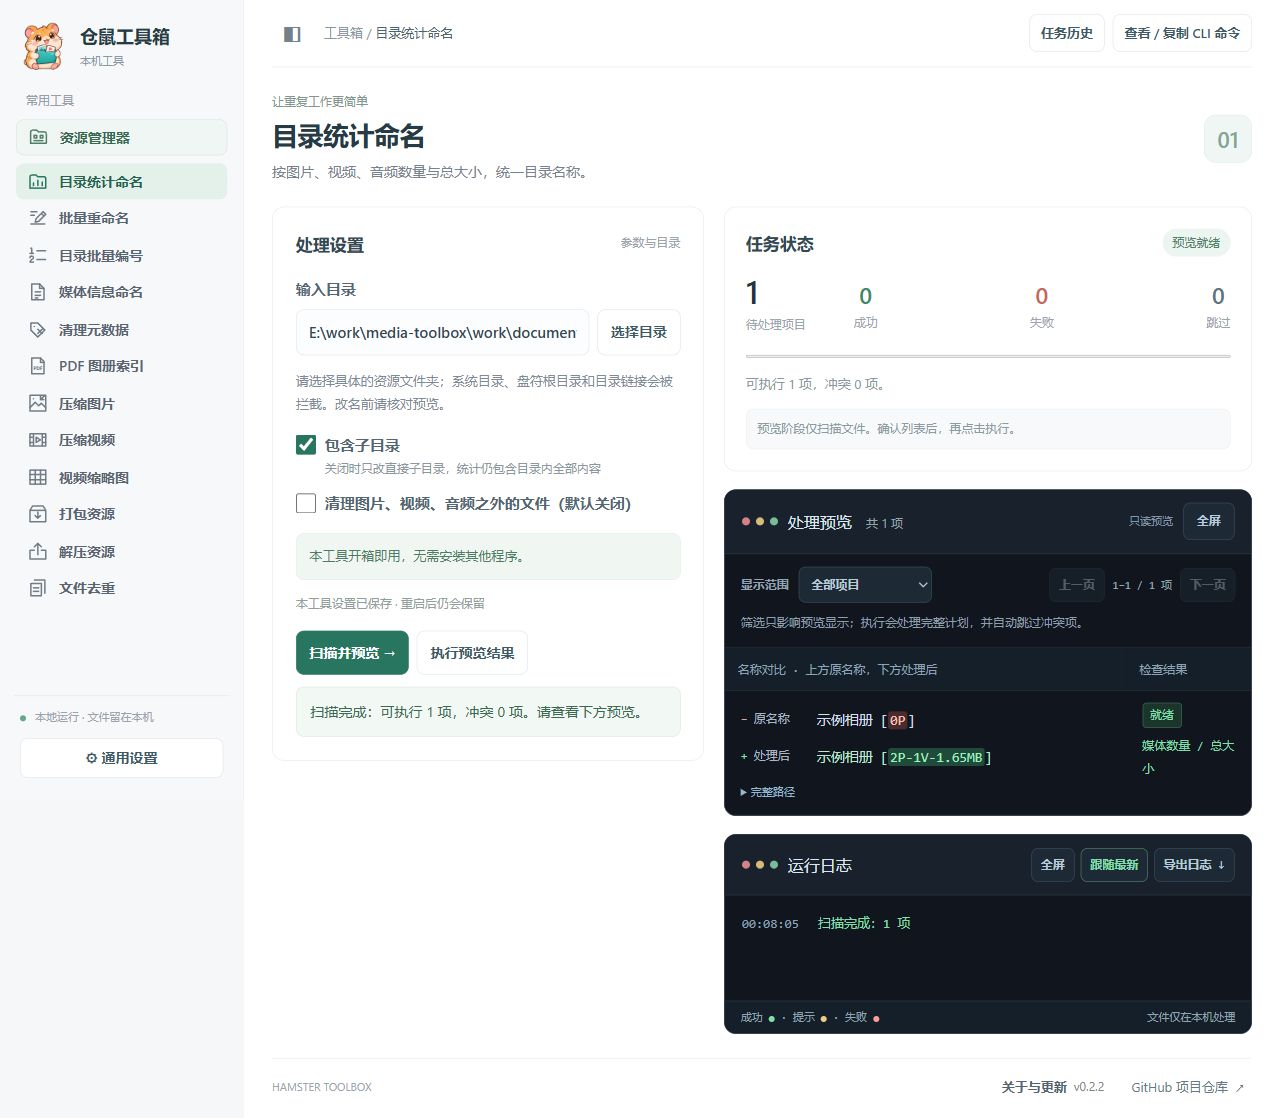 仓鼠工具箱
本机工具
常用工具
资源管理器
目录统计命名
批量重命名
目录批量编号
媒体信息命名
清理元数据
PDF 图册索引
压缩图片
压缩视频
视频缩略图
打包资源
解压资源
文件去重
本地运行 · 文件留在本机
⚙ 通用设置
工具箱 / 目录统计命名
任务历史
查看 / 复制 CLI 命令
让重复工作更简单
目录统计命名
按图片、视频、音频数量与总大小，统一目录名称。
01
处理设置
参数与目录
输入目录
E:\work\media-toolbox\work\documen
选择目录
请选择具体的资源文件夹；系统目录、盘符根目录和目录链接会被
拦截。改名前请核对预览。
包含子目录
关闭时只改直接子目录，统计仍包含目录内全部内容
清理图片、视频、音频之外的文件（默认关闭）
本工具开箱即用，无需安装其他程序。
本工具设置已保存 · 重启后仍会保留
扫描并预览 →
执行预览结果
扫描完成：可执行 1 项，冲突 0 项。请查看下方预览。
任务状态
预览就绪
1
待处理项目
0
成功
0
失败
0
跳过
可执行 1 项，冲突 0 项。
预览阶段仅扫描文件。确认列表后，再点击执行。
处理预览 共 1 项
只读预览
全屏
显示范围
全部项目
上一页
1-1 / 1 项
下一页
筛选只影响预览显示；执行会处理完整计划，并自动跳过冲突项。
名称对比 · 上方原名称，下方处理后
检查结果
- 原名称 示例相册 [0P]
+ 处理后 示例相册 [2P-1V-1.65MB]
▸ 完整路径
就绪
媒体数量 / 总大
小
运行日志
全屏
跟随最新
导出日志 ↓
00:08:05 扫描完成：1 项
成功 ● · 提示 ● · 失败 ●
文件仅在本机处理
HAMSTER TOOLBOX
关于与更新 v0.2.2
GitHub 项目仓库 ↗